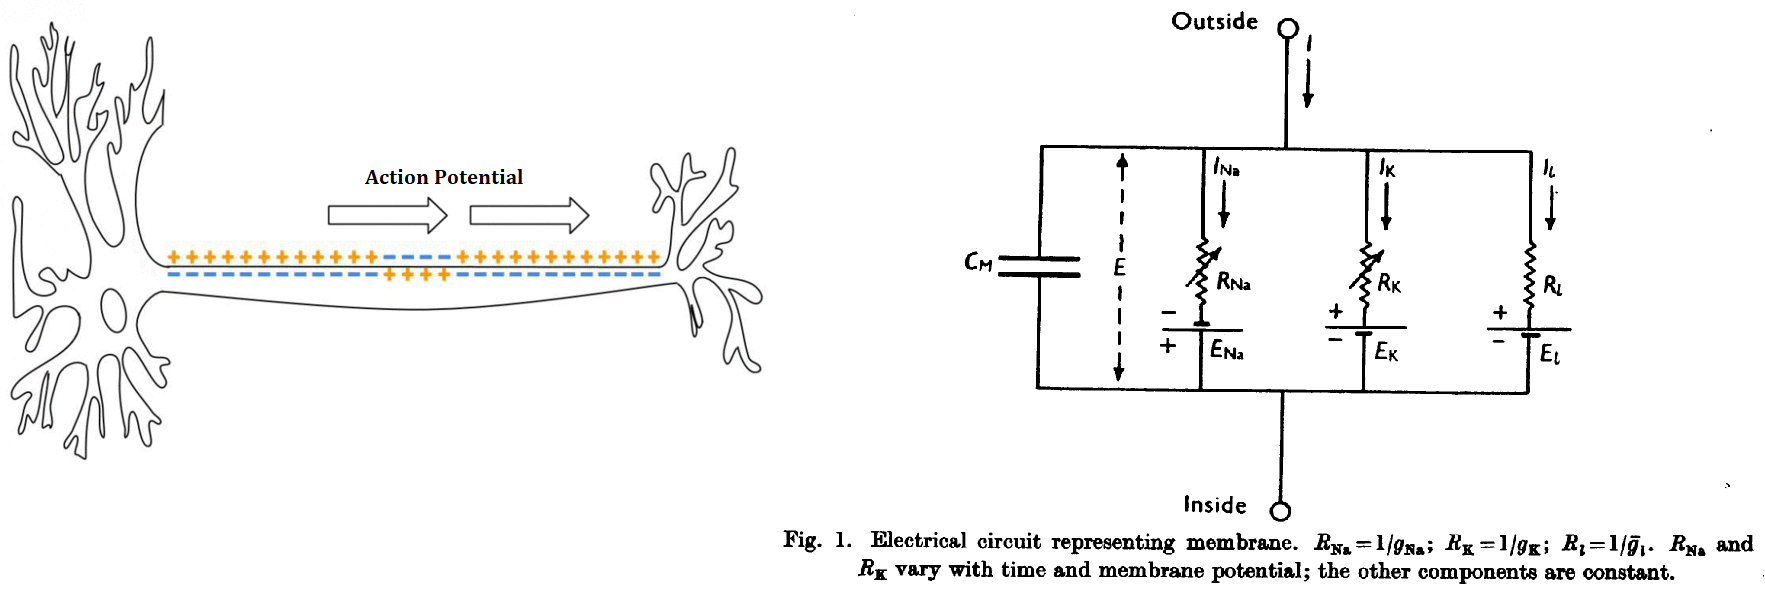 Action Potential
Outside
I
I_Na
I_K
I_l
C_M
E
R_Na
R_K
R_l
−
+
+
+
−
−
+
E_Na
E_K
E_l
Inside
Fig. 1. Electrical circuit representing membrane. R_Na = 1/g_Na; R_K = 1/g_K; R_l = 1/ḡ_l. R_Na and
R_K vary with time and membrane potential; the other components are constant.